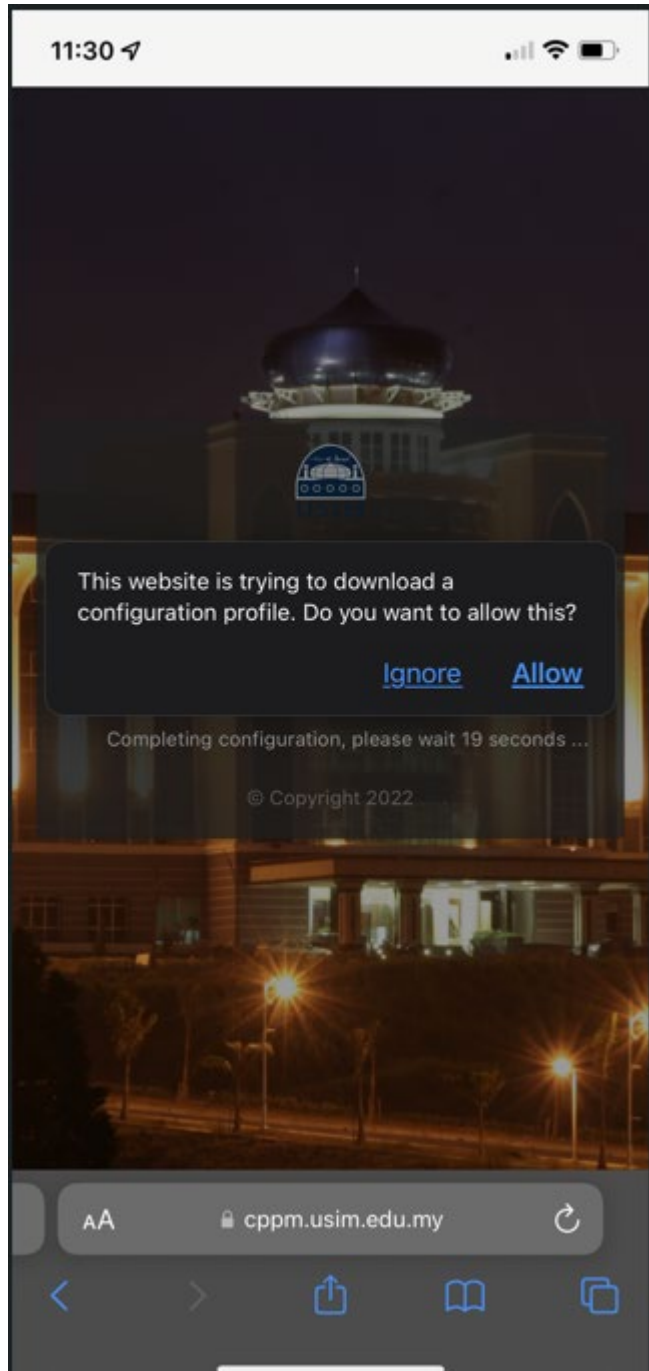 11:30
This website is trying to download a
configuration profile. Do you want to allow this?
Ignore Allow
Completing configuration, please wait 19 seconds ...
© Copyright 2022
AA cppm.usim.edu.my